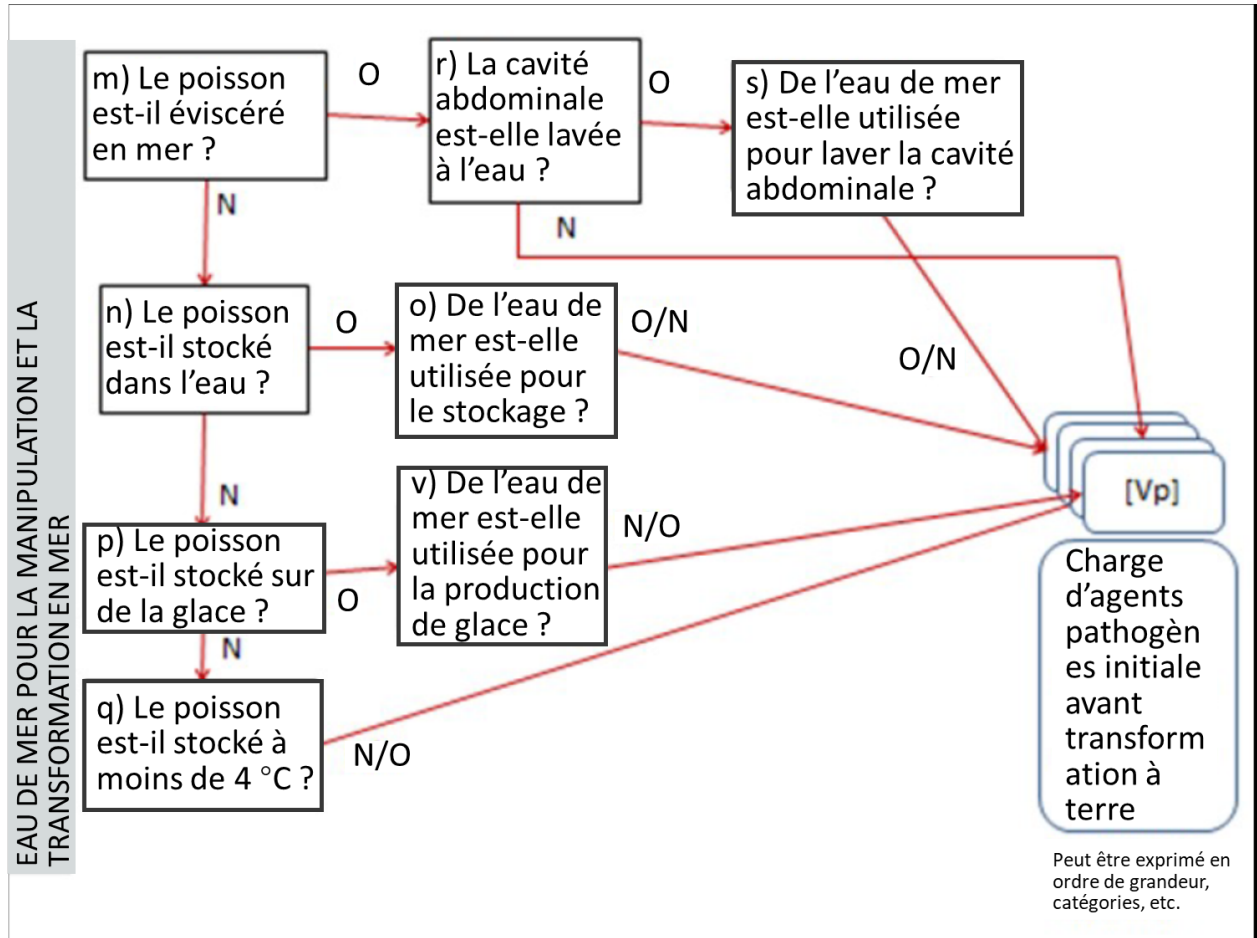 EAU DE MER POUR LA MANIPULATION ET LA
TRANSFORMATION EN MER
m) Le poisson
est-il éviscéré
en mer ?
O
r) La cavité
abdominale
est-elle lavée
à l’eau ?
O
s) De l’eau de mer
est-elle utilisée
pour laver la cavité
abdominale ?
N
N
n) Le poisson
est-il stocké
dans l’eau ?
O
o) De l’eau de
mer est-elle
utilisée pour
le stockage ?
O/N
O/N
N
p) Le poisson
est-il stocké sur
de la glace ?
O
v) De l’eau de
mer est-elle
utilisée pour
la production
de glace ?
N/O
N
q) Le poisson
est-il stocké à
moins de 4 °C ?
N/O
[Vp]
Charge
d’agents
pathogèn
es initiale
avant
transform
ation à
terre
Peut être exprimé en
ordre de grandeur,
catégories, etc.